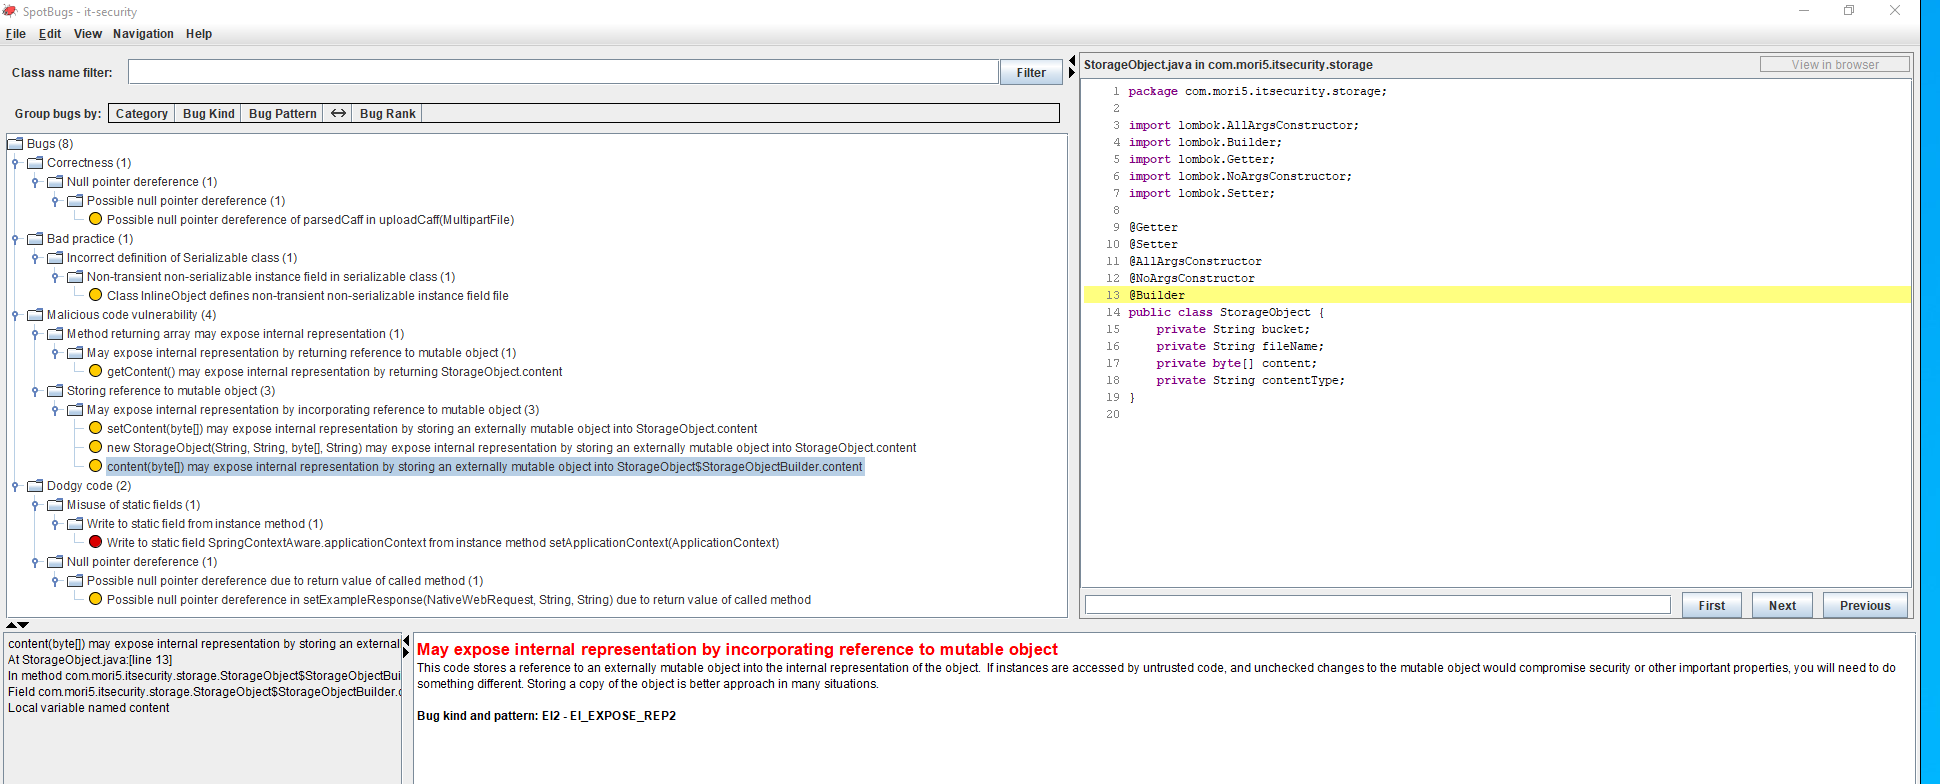 SpotBugs - it-security
File Edit View Navigation Help
Class name filter:
Filter
Group bugs by: Category Bug Kind Bug Pattern ↔ Bug Rank
Bugs (8)
Correctness (1)
Null pointer dereference (1)
Possible null pointer dereference (1)
Possible null pointer dereference of parsedCaff in uploadCaff(MultipartFile)
Bad practice (1)
Incorrect definition of Serializable class (1)
Non-transient non-serializable instance field in serializable class (1)
Class InlineObject defines non-transient non-serializable instance field file
Malicious code vulnerability (4)
Method returning array may expose internal representation (1)
May expose internal representation by returning reference to mutable object (1)
getContent() may expose internal representation by returning StorageObject.content
Storing reference to mutable object (3)
May expose internal representation by incorporating reference to mutable object (3)
setContent(byte[]) may expose internal representation by storing an externally mutable object into StorageObject.content
new StorageObject(String, String, byte[], String) may expose internal representation by storing an externally mutable object into StorageObject.content
content(byte[]) may expose internal representation by storing an externally mutable object into StorageObject$StorageObjectBuilder.content
Dodgy code (2)
Misuse of static fields (1)
Write to static field from instance method (1)
Write to static field SpringContextAware.applicationContext from instance method setApplicationContext(ApplicationContext)
Null pointer dereference (1)
Possible null pointer dereference due to return value of called method (1)
Possible null pointer dereference in setExampleResponse(NativeWebRequest, String, String) due to return value of called method
StorageObject.java in com.mori5.itsecurity.storage
View in browser
1 package com.mori5.itsecurity.storage;
2
3 import lombok.AllArgsConstructor;
4 import lombok.Builder;
5 import lombok.Getter;
6 import lombok.NoArgsConstructor;
7 import lombok.Setter;
8
9 @Getter
10 @Setter
11 @AllArgsConstructor
12 @NoArgsConstructor
13 @Builder
14 public class StorageObject {
15 private String bucket;
16 private String fileName;
17 private byte[] content;
18 private String contentType;
19 }
20
First Next Previous
content(byte[]) may expose internal representation by storing an external
At StorageObject.java:[line 13]
In method com.mori5.itsecurity.storage.StorageObject$StorageObjectBui
Field com.mori5.itsecurity.storage.StorageObject$StorageObjectBuilder.c
Local variable named content
May expose internal representation by incorporating reference to mutable object
This code stores a reference to an externally mutable object into the internal representation of the object. If instances are accessed by untrusted code, and unchecked changes to the mutable object would compromise security or other important properties, you will need to do
something different. Storing a copy of the object is better approach in many situations.
Bug kind and pattern: EI2 - EI_EXPOSE_REP2